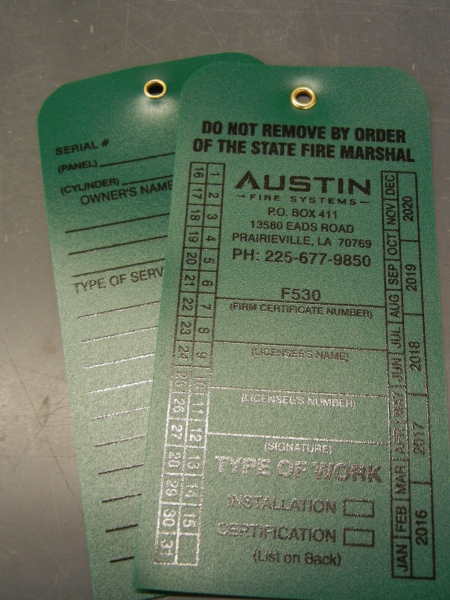 SERIAL #
(PANEL)
(CYLINDER)
OWNER'S NAME
TYPE OF SERV
DO NOT REMOVE BY ORDER
OF THE STATE FIRE MARSHAL
AUSTIN
FIRE SYSTEMS
P.O. BOX 411
13580 EADS ROAD
PRAIRIEVILLE, LA 70769
PH: 225-677-9850
F530
(FIRM CERTIFICATE NUMBER)
(LICENSEE'S NAME)
(LICENSEE'S NUMBER)
(SIGNATURE)
TYPE OF WORK
INSTALLATION
CERTIFICATION
(List on Back)
1 2 3 4 5 6 7 8 9 10 11 12 13 14 15
16 17 18 19 20 21 22 23 24 25 26 27 28 29 30 31
JAN FEB MAR APR MAY JUN JUL AUG SEP OCT NOV DEC
2016 2017 2018 2019 2020